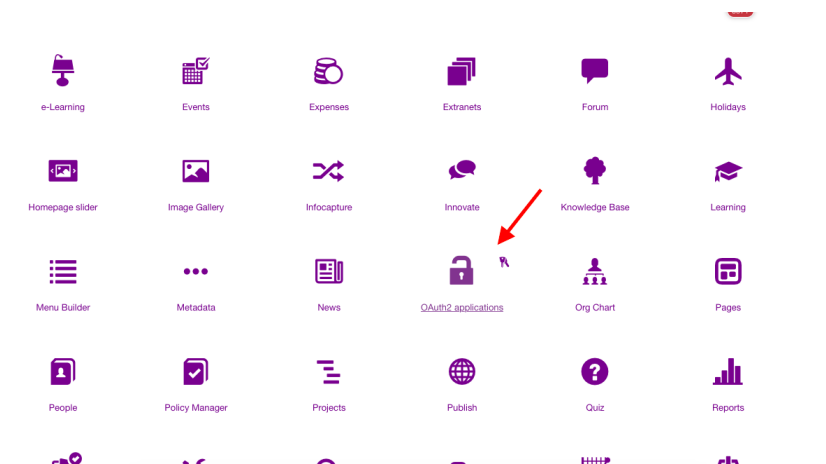 e-Learning
Events
Expenses
Extranets
Forum
Holidays
Homepage slider
Image Gallery
Infocapture
Innovate
Knowledge Base
Learning
Menu Builder
Metadata
News
OAuth2 applications
Org Chart
Pages
People
Policy Manager
Projects
Publish
Quiz
Reports